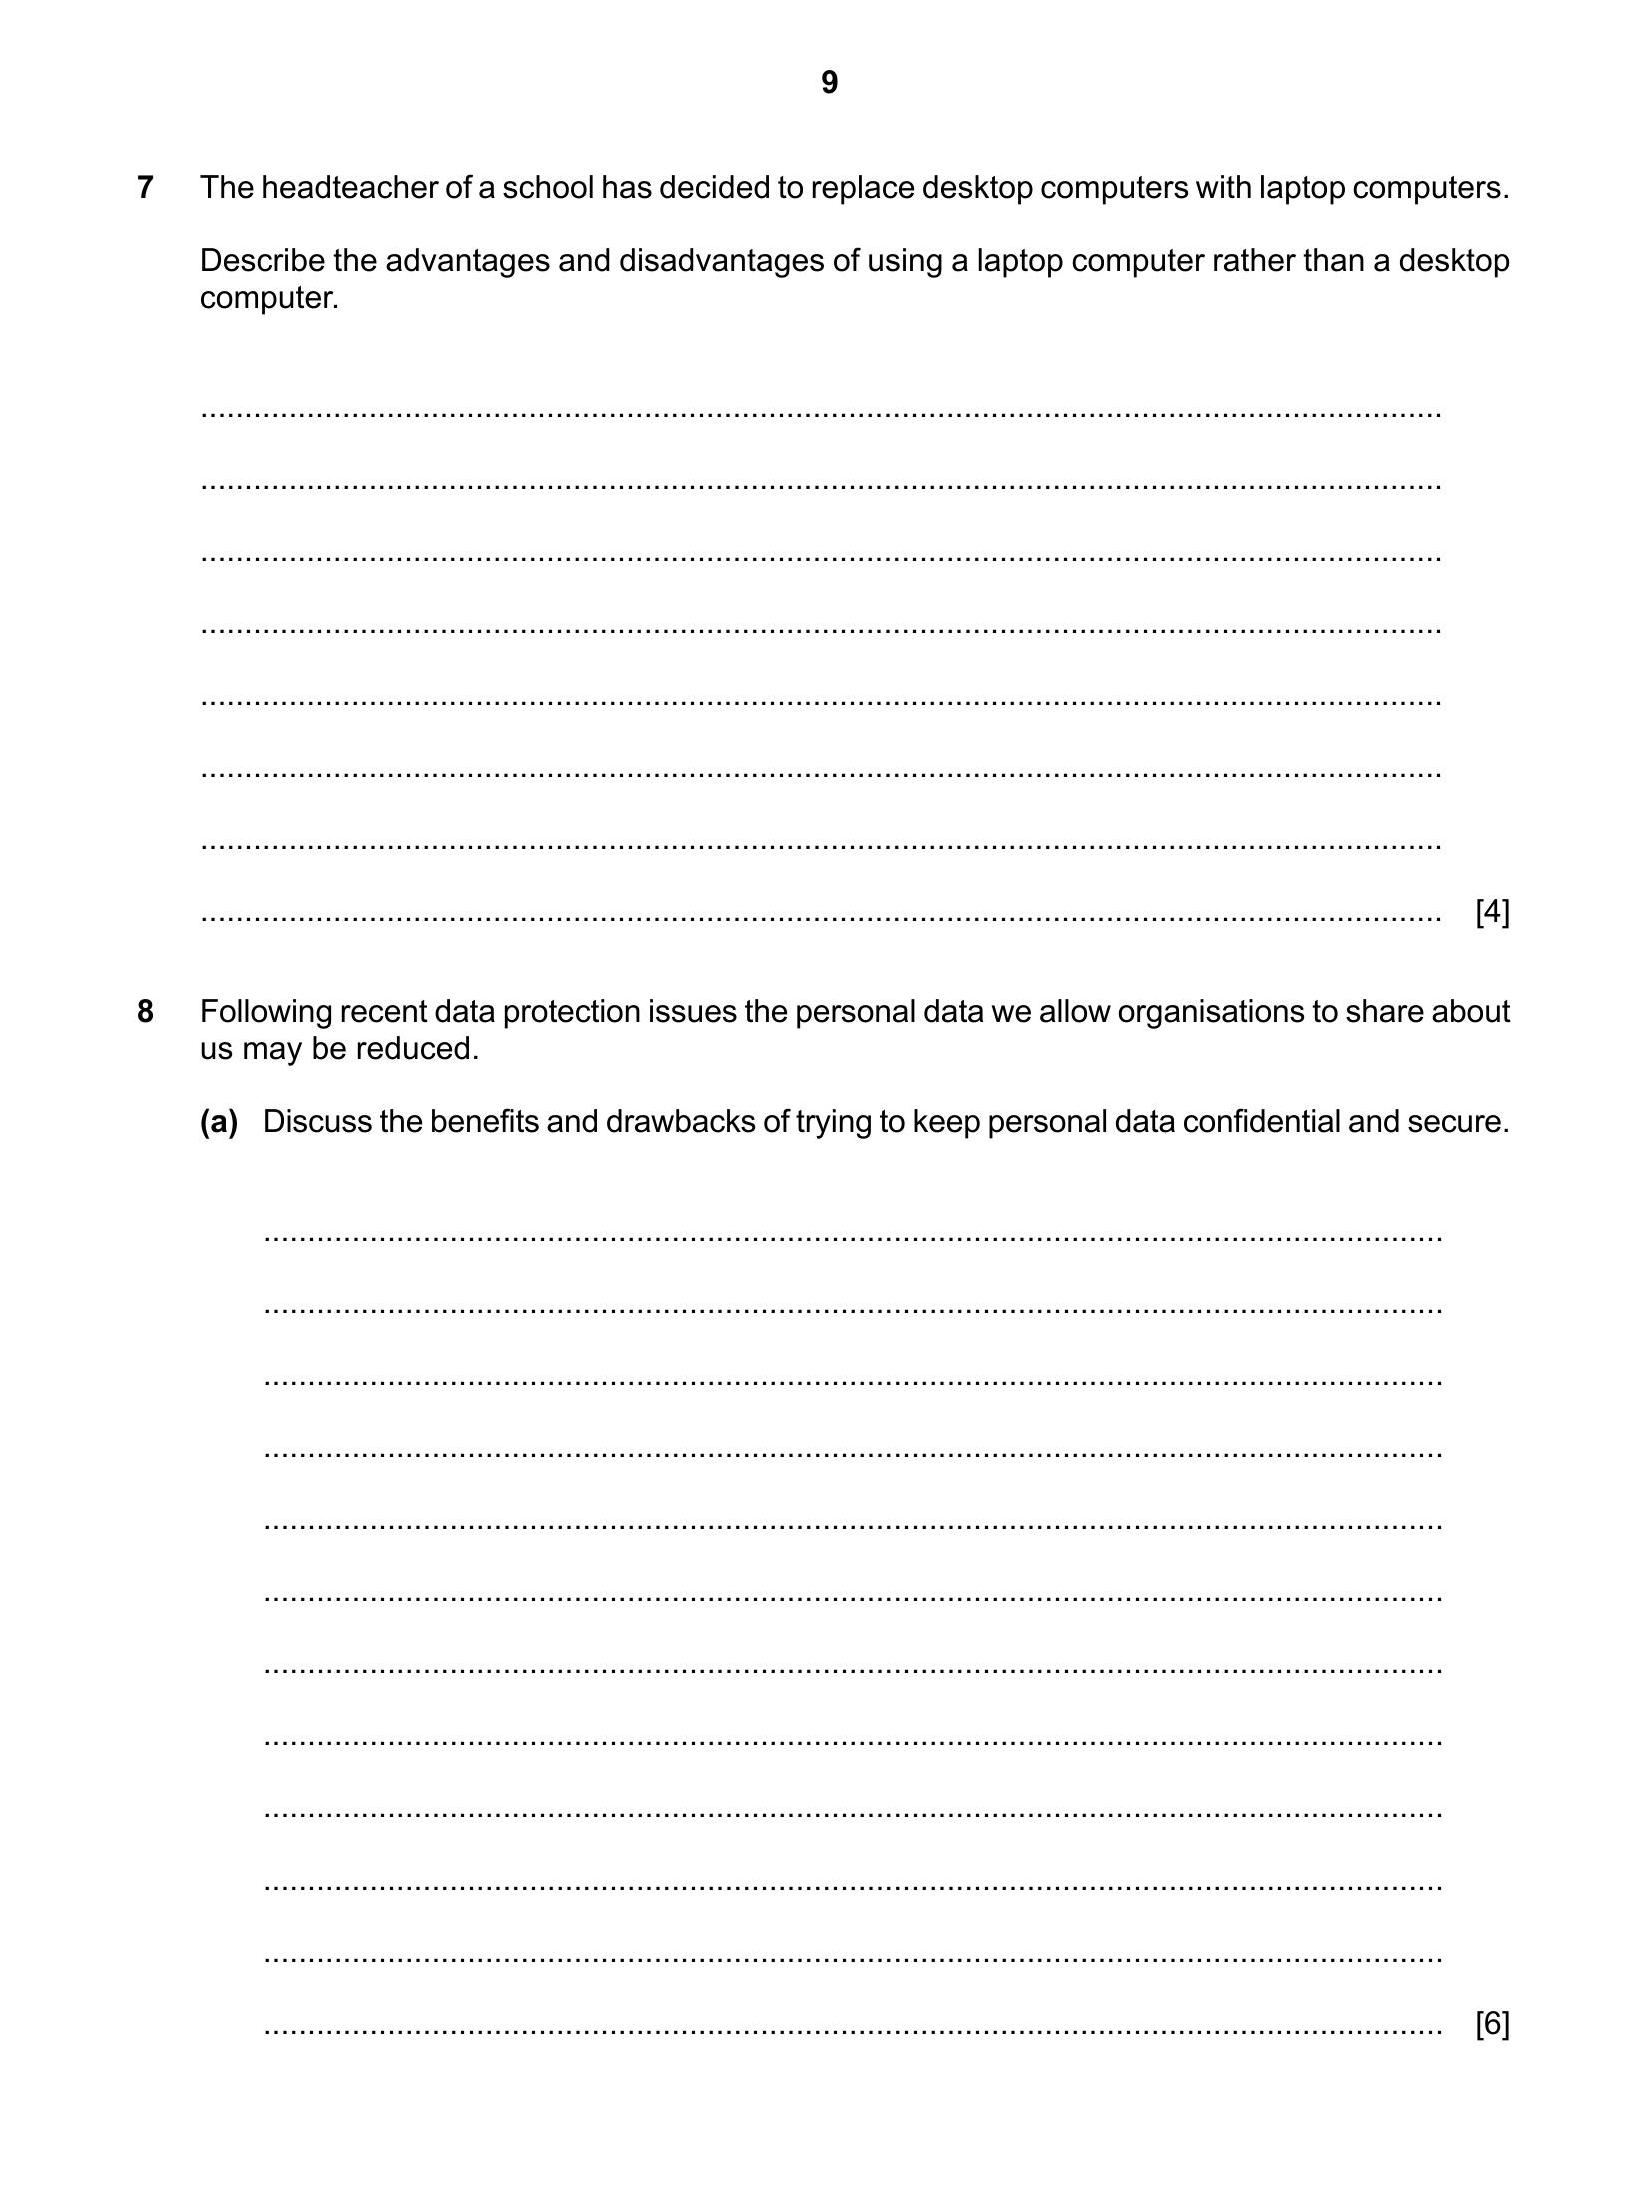 9
7 The headteacher of a school has decided to replace desktop computers with laptop computers.
Describe the advantages and disadvantages of using a laptop computer rather than a desktop
computer.
[4]
8 Following recent data protection issues the personal data we allow organisations to share about
us may be reduced.
(a) Discuss the benefits and drawbacks of trying to keep personal data confidential and secure.
[6]